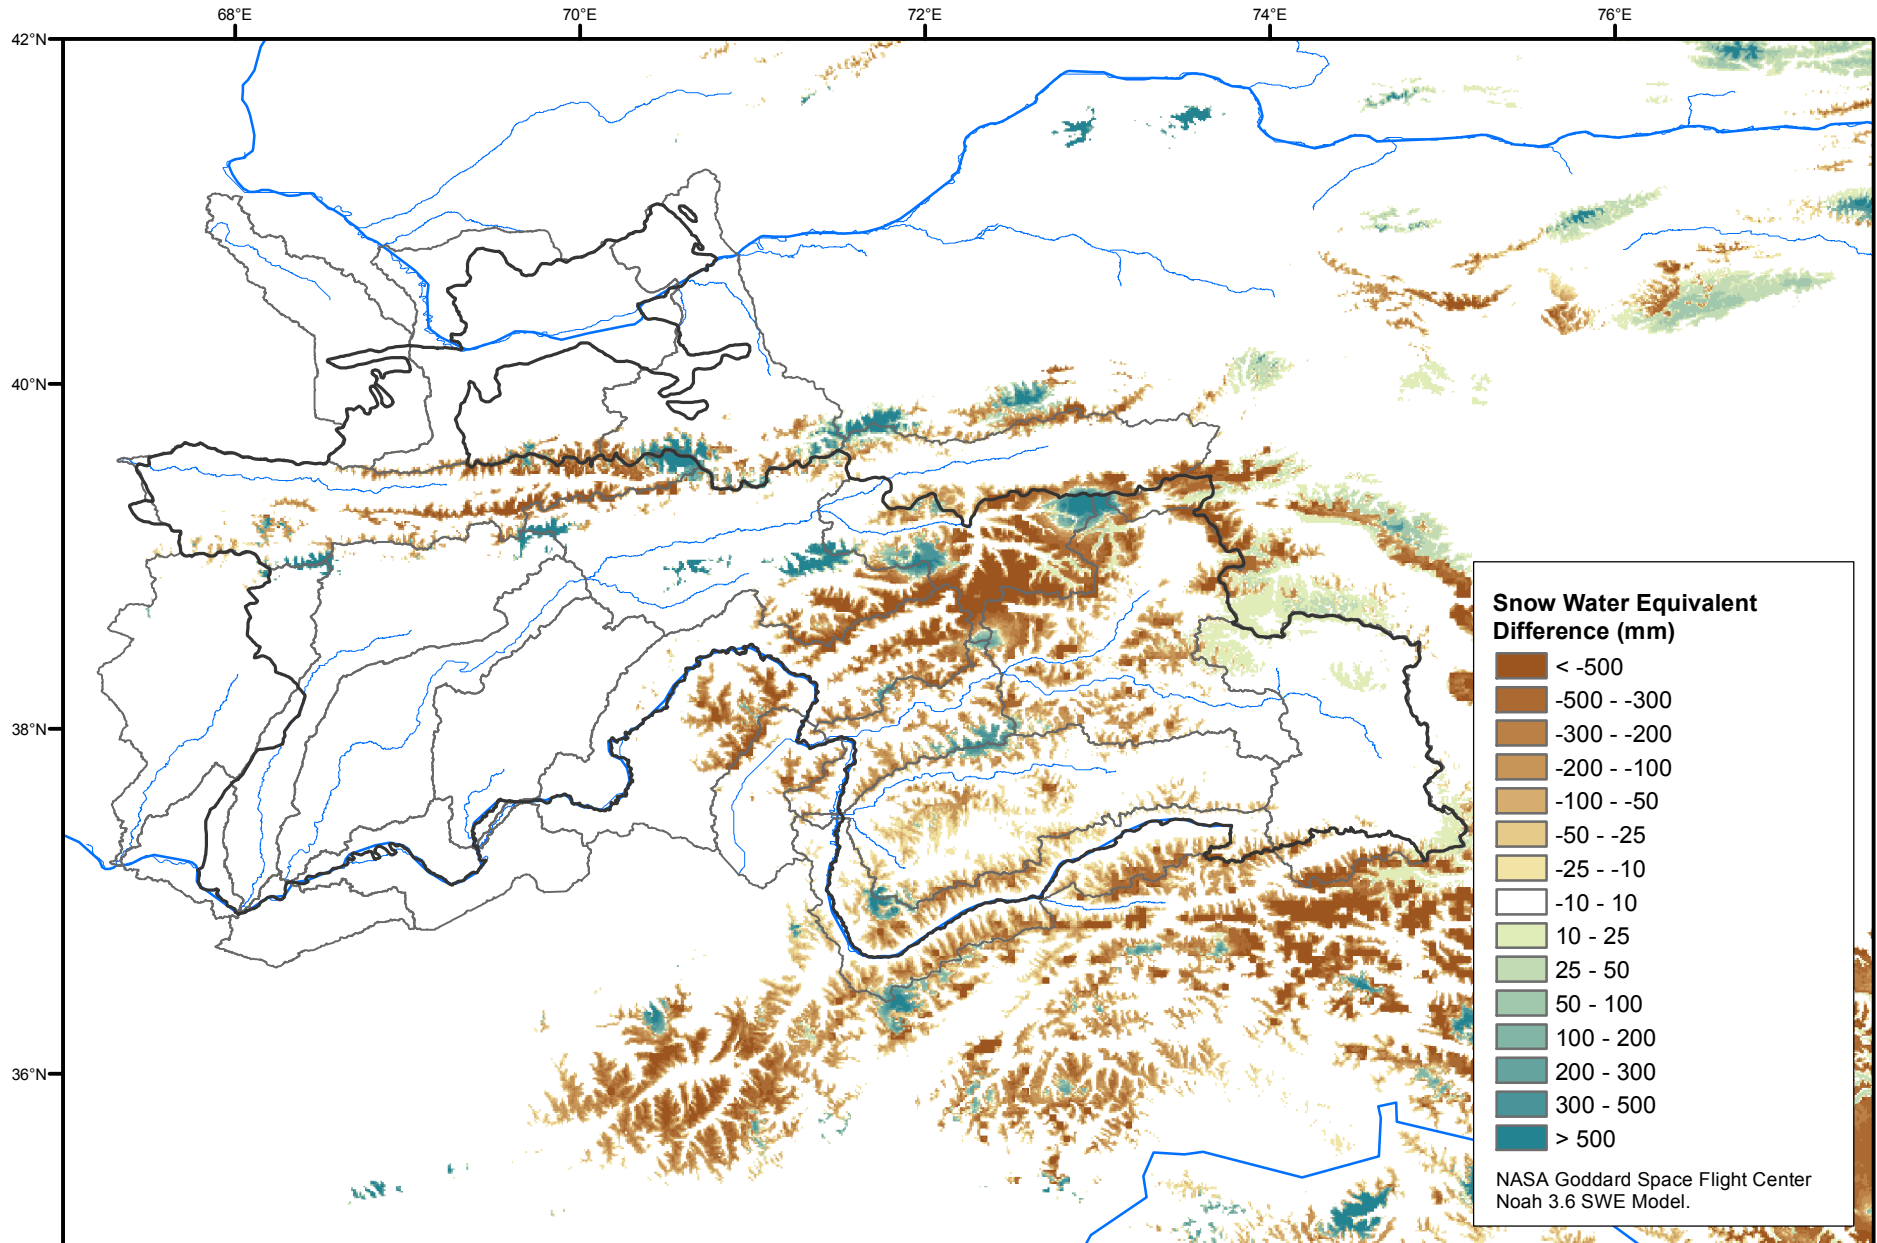 68°E
70°E
72°E
74°E
76°E
42°N
40°N
38°N
36°N
Snow Water Equivalent
Difference (mm)
< -500
-500 - -300
-300 - -200
-200 - -100
-100 - -50
-50 - -25
-25 - -10
-10 - 10
10 - 25
25 - 50
50 - 100
100 - 200
200 - 300
300 - 500
> 500
NASA Goddard Space Flight Center
Noah 3.6 SWE Model.